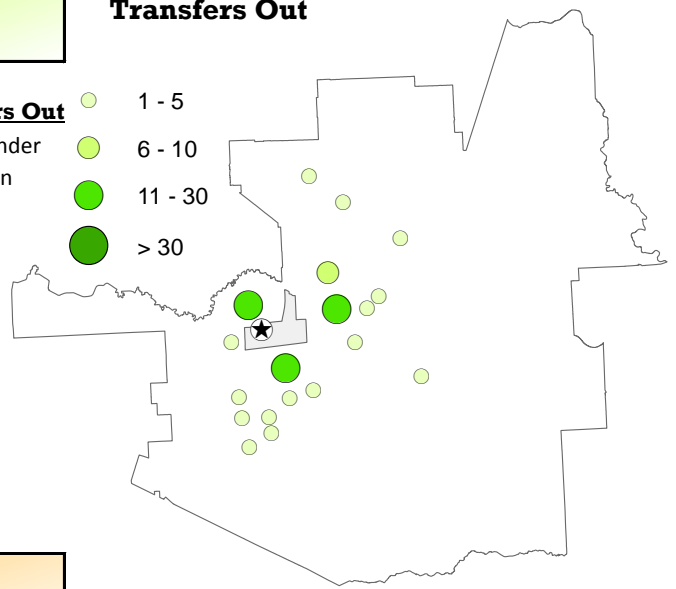 Transfers Out
rs Out
nder
n
1 - 5
6 - 10
11 - 30
> 30